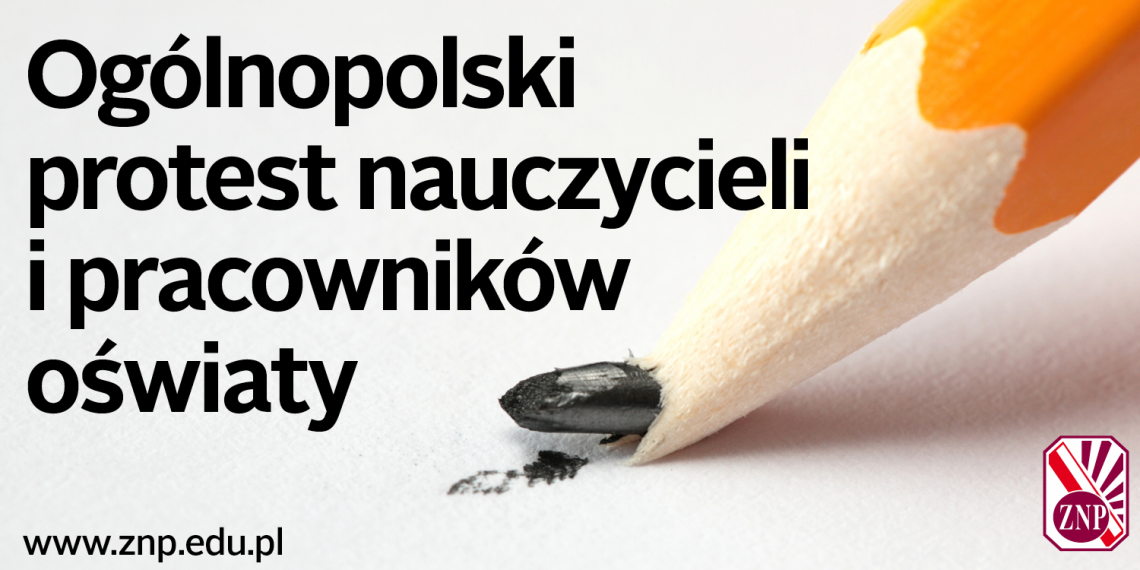 Ogólnopolski
protest nauczycieli
i pracowników
oświaty
www.znp.edu.pl
ZNP